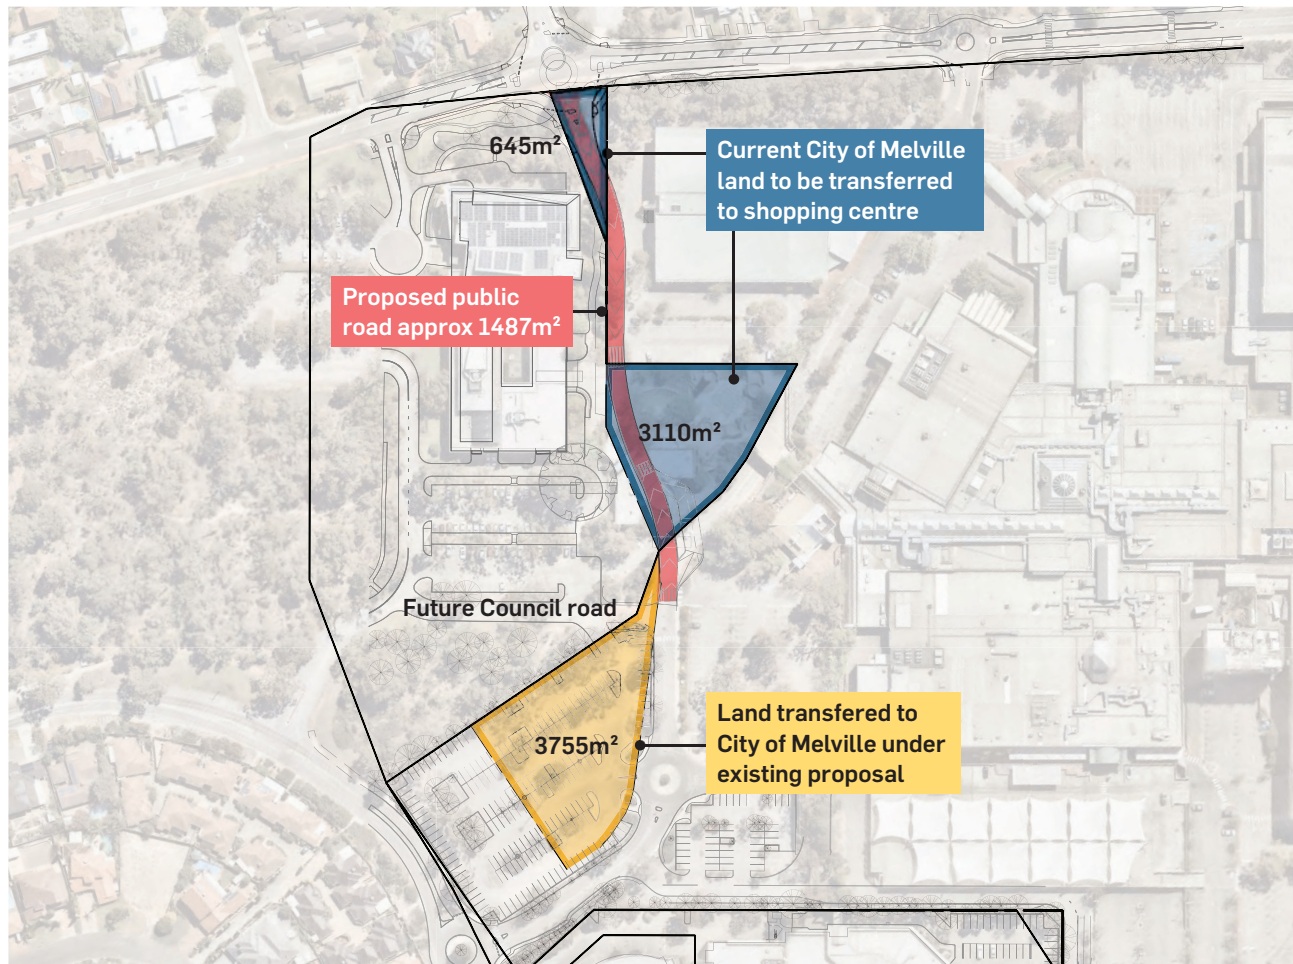 645m²
Current City of Melville
land to be transferred
to shopping centre
Proposed public
road approx 1487m²
3110m²
Future Council road
3755m²
Land transfered to
City of Melville under
existing proposal